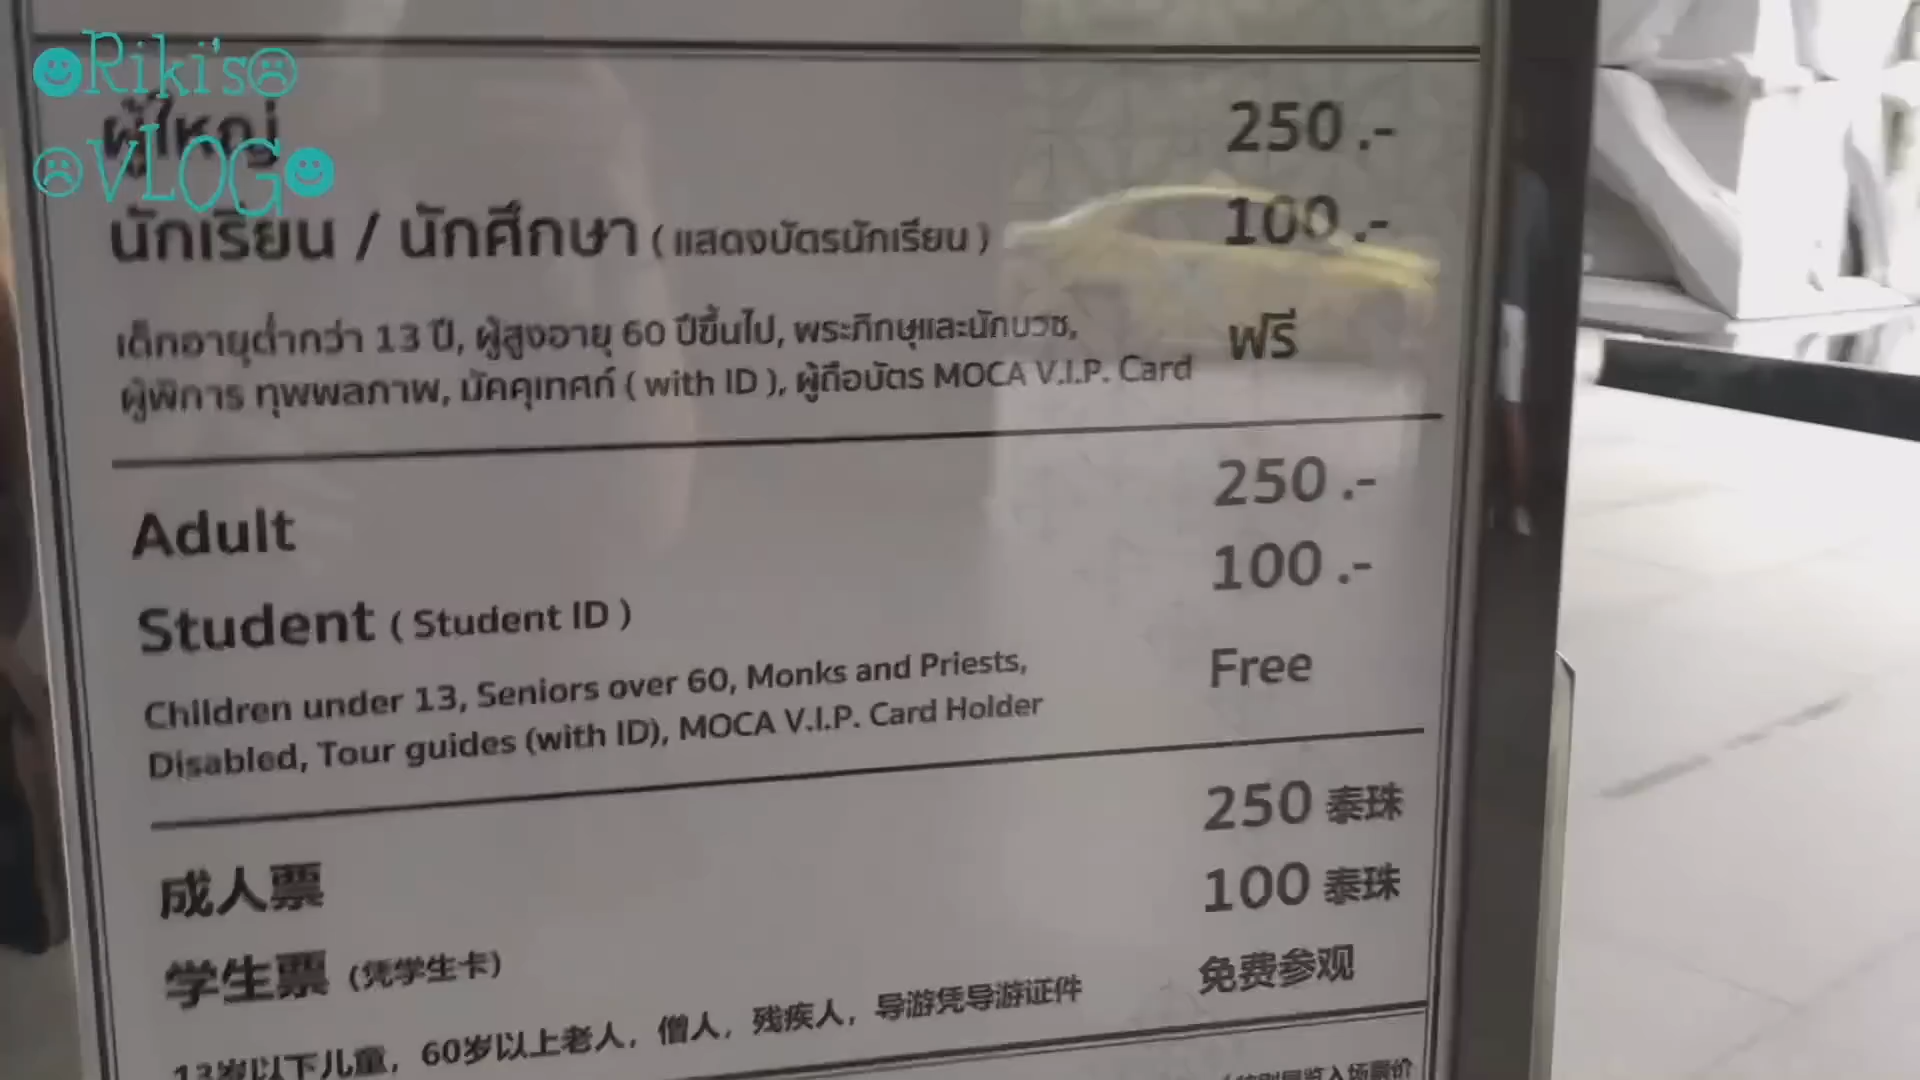 Riki's
VLOG
ผู้ใหญ่ 250 .-
นักเรียน / นักศึกษา ( แสดงบัตรนักเรียน ) 100 .-
เด็กอายุต่ำกว่า 13 ปี, ผู้สูงอายุ 60 ปีขึ้นไป, พระภิกษุและนักบวช, ฟรี
ผู้พิการ ทุพพลภาพ, มัคคุเทศก์ ( with ID ), ผู้ถือบัตร MOCA V.I.P. Card
Adult 250 .-
Student ( Student ID ) 100 .-
Children under 13, Seniors over 60, Monks and Priests, Free
Disabled, Tour guides (with ID), MOCA V.I.P. Card Holder
成人票 250 泰珠
学生票 (凭学生卡) 100 泰珠
13岁以下儿童, 60岁以上老人, 僧人, 残疾人, 导游凭导游证件 免费参观